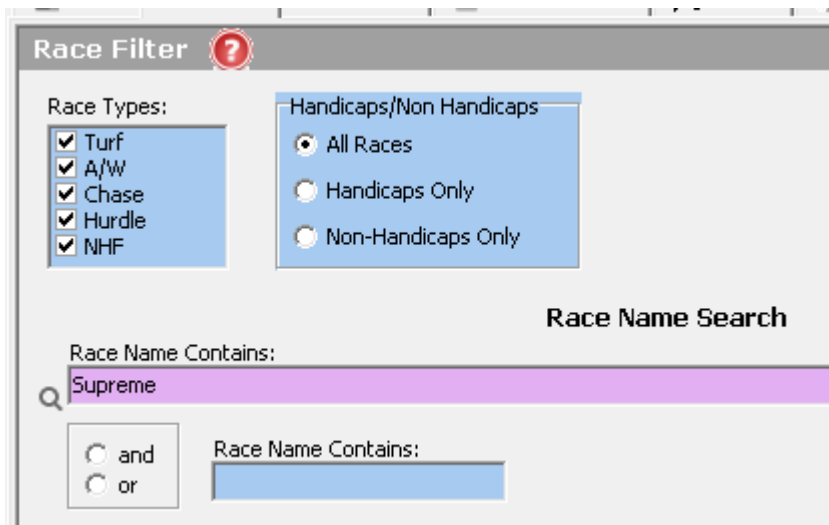 Race Filter ?
Race Types:
Turf
A/W
Chase
Hurdle
NHF
Handicaps/Non Handicaps
All Races
Handicaps Only
Non-Handicaps Only
Race Name Search
Race Name Contains:
Supreme
and
or
Race Name Contains: